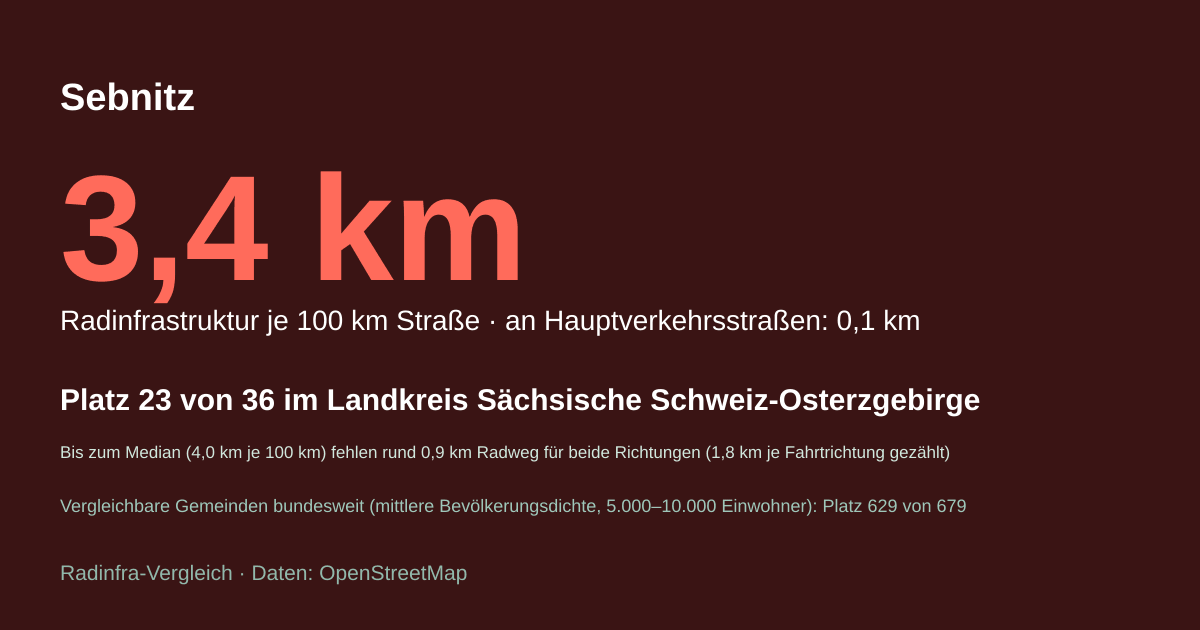 Sebnitz
3,4 km
Radinfrastruktur je 100 km Straße · an Hauptverkehrsstraßen: 0,1 km
Platz 23 von 36 im Landkreis Sächsische Schweiz-Osterzgebirge
Bis zum Median (4,0 km je 100 km) fehlen rund 0,9 km Radweg für beide Richtungen (1,8 km je Fahrtrichtung gezählt)
Vergleichbare Gemeinden bundesweit (mittlere Bevölkerungsdichte, 5.000–10.000 Einwohner): Platz 629 von 679
Radinfra-Vergleich · Daten: OpenStreetMap